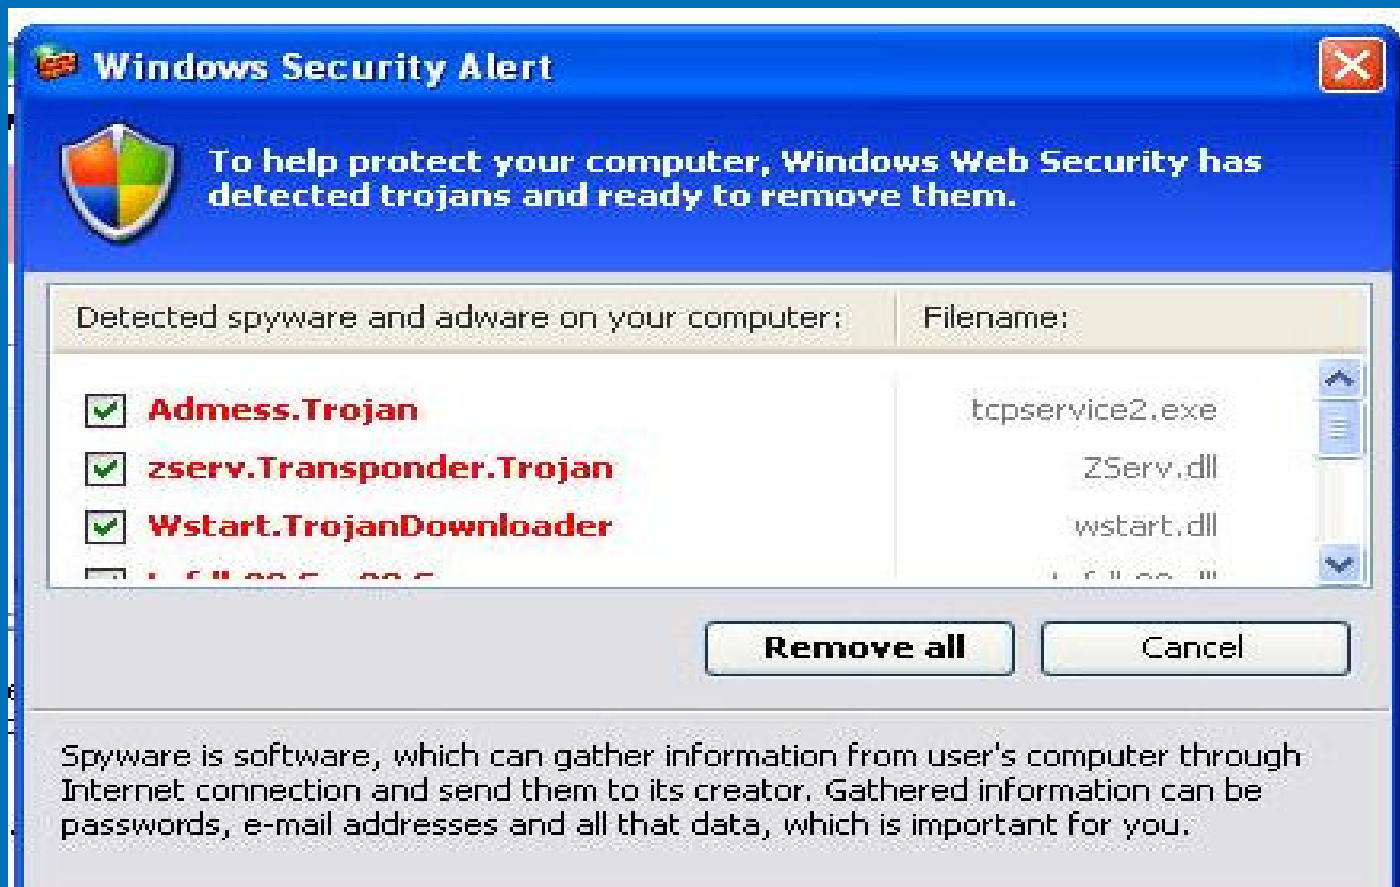 Windows Security Alert
To help protect your computer, Windows Web Security has
detected trojans and ready to remove them.
Detected spyware and adware on your computer: Filename:
Admess.Trojan tcpservice2.exe
zserv.Transponder.Trojan ZServ.dll
Wstart.TrojanDownloader wstart.dll
Remove all Cancel
Spyware is software, which can gather information from user's computer through
Internet connection and send them to its creator. Gathered information can be
passwords, e-mail addresses and all that data, which is important for you.